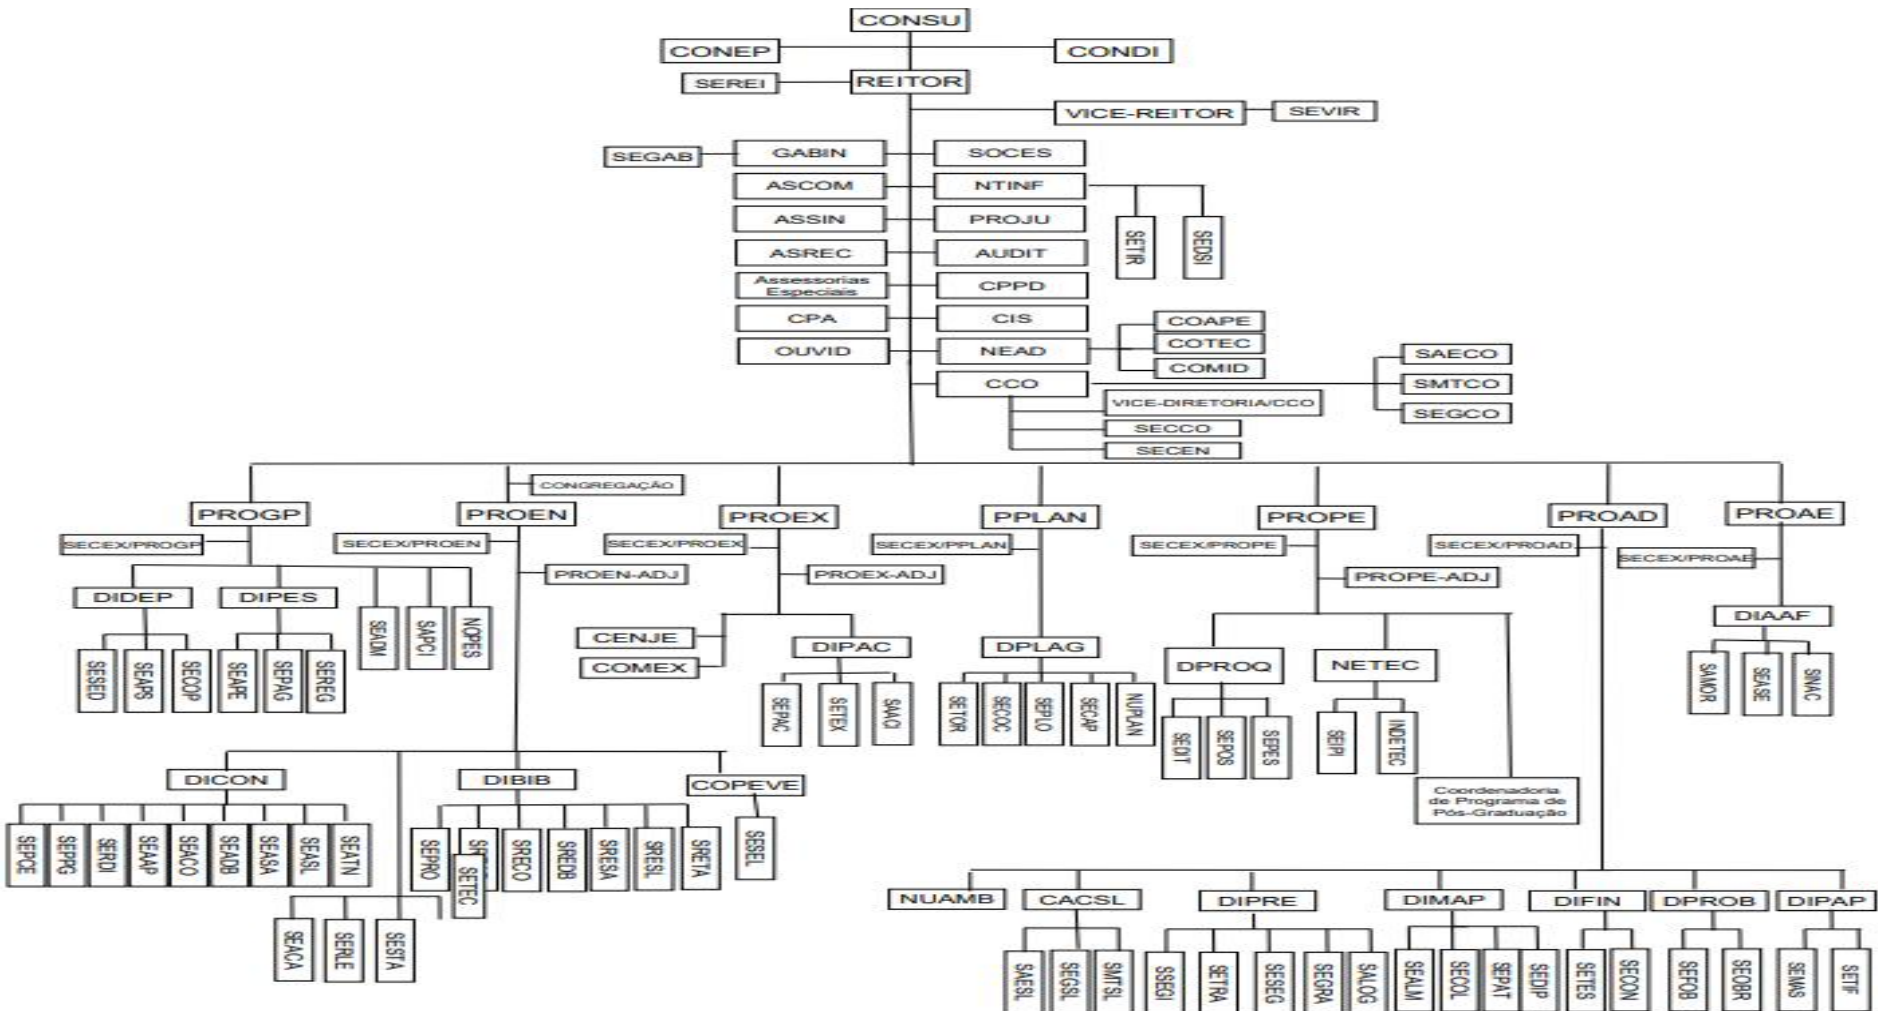 CONSU
CONEP
CONDI
REITOR
SEREI
VICE-REITOR
SEVIR
SEGAB
GABIN
SOCES
ASCOM
NTINF
ASSIN
PROJU
SETIR
SEDSI
ASREC
AUDIT
Assessorias
Especiais
CPPD
CPA
CIS
COAPE
OUVID
NEAD
COTEC
COMID
SAECO
CCO
SMTCO
VICE-DIRETORIA/CCO
SEGCO
SECCO
SECEN
CONGREGAÇÃO
PROGP
PROEN
PROEX
PPLAN
PROPE
PROAD
PROAE
SECEX/PROGP
SECEX/PROEN
SECEX/PROEX
SECEX/PPLAN
SECEX/PROPE
SECEX/PROAD
SECEX/PROAE
PROEN-ADJ
PROEX-ADJ
PROPE-ADJ
DIDEP
DIPES
SEADM
SAPCI
NOPES
DIAAF
CENJE
COMEX
DIPAC
DPLAG
DPROQ
NETEC
SESED
SEAPS
SECOP
SEAPE
SEPAG
SEREG
SEPAC
SETEX
SAACI
SETOR
SECOC
SEPLO
SECAP
NUPLAN
SEDIT
SEPOS
SEPES
SEIPI
INDETEC
SAMOR
SEASE
SINAC
DICON
DIBIB
COPEVE
Coordenadoria
de Programa de
Pós-Graduação
SEPCE
SEPRG
SERDI
SEAAP
SEACO
SEADB
SEASA
SEASL
SEATN
SEPRO
SETEC
SRECO
SREDB
SRESA
SRESL
SRETA
SESEL
SEACA
SERLE
SESTA
NUAMB
CACSL
DIPRE
DIMAP
DIFIN
DPROB
DIPAP
SAESL
SEGSL
SMTSL
SSEGI
SETRA
SESEG
SEGRA
SALOG
SEALM
SECOL
SEPAT
SEDIP
SETES
SECON
SEFOB
SEOBR
SEMAS
SETIF